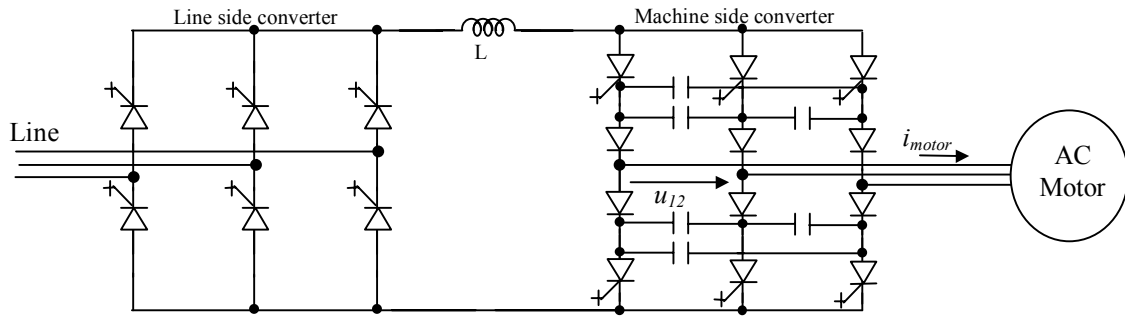 Line side converter
Machine side converter
L
Line
i_motor
AC
Motor
u_12